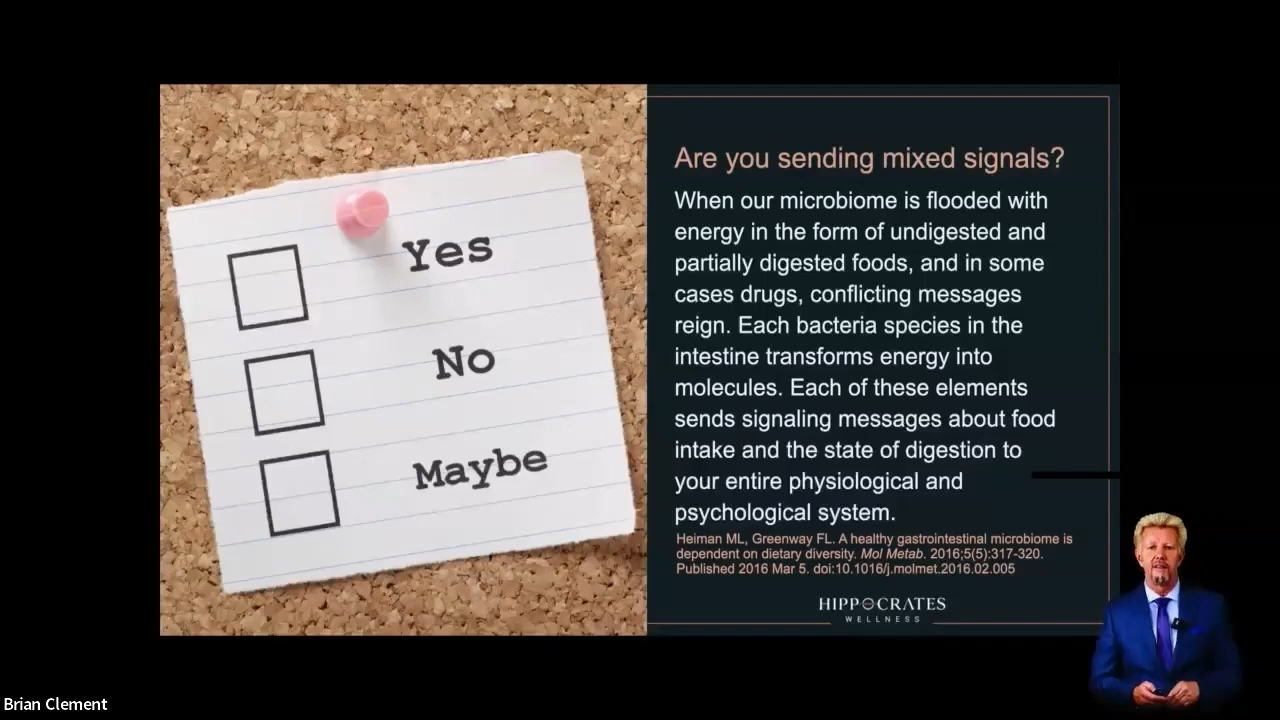 Yes
No
Maybe
Are you sending mixed signals?
When our microbiome is flooded with
energy in the form of undigested and
partially digested foods, and in some
cases drugs, conflicting messages
reign. Each bacteria species in the
intestine transforms energy into
molecules. Each of these elements
sends signaling messages about food
intake and the state of digestion to
your entire physiological and
psychological system.
Heiman ML, Greenway FL. A healthy gastrointestinal microbiome is
dependent on dietary diversity. Mol Metab. 2016;5(5):317-320.
Published 2016 Mar 5. doi:10.1016/j.molmet.2016.02.005
HIPPOCRATES
WELLNESS
Brian Clement